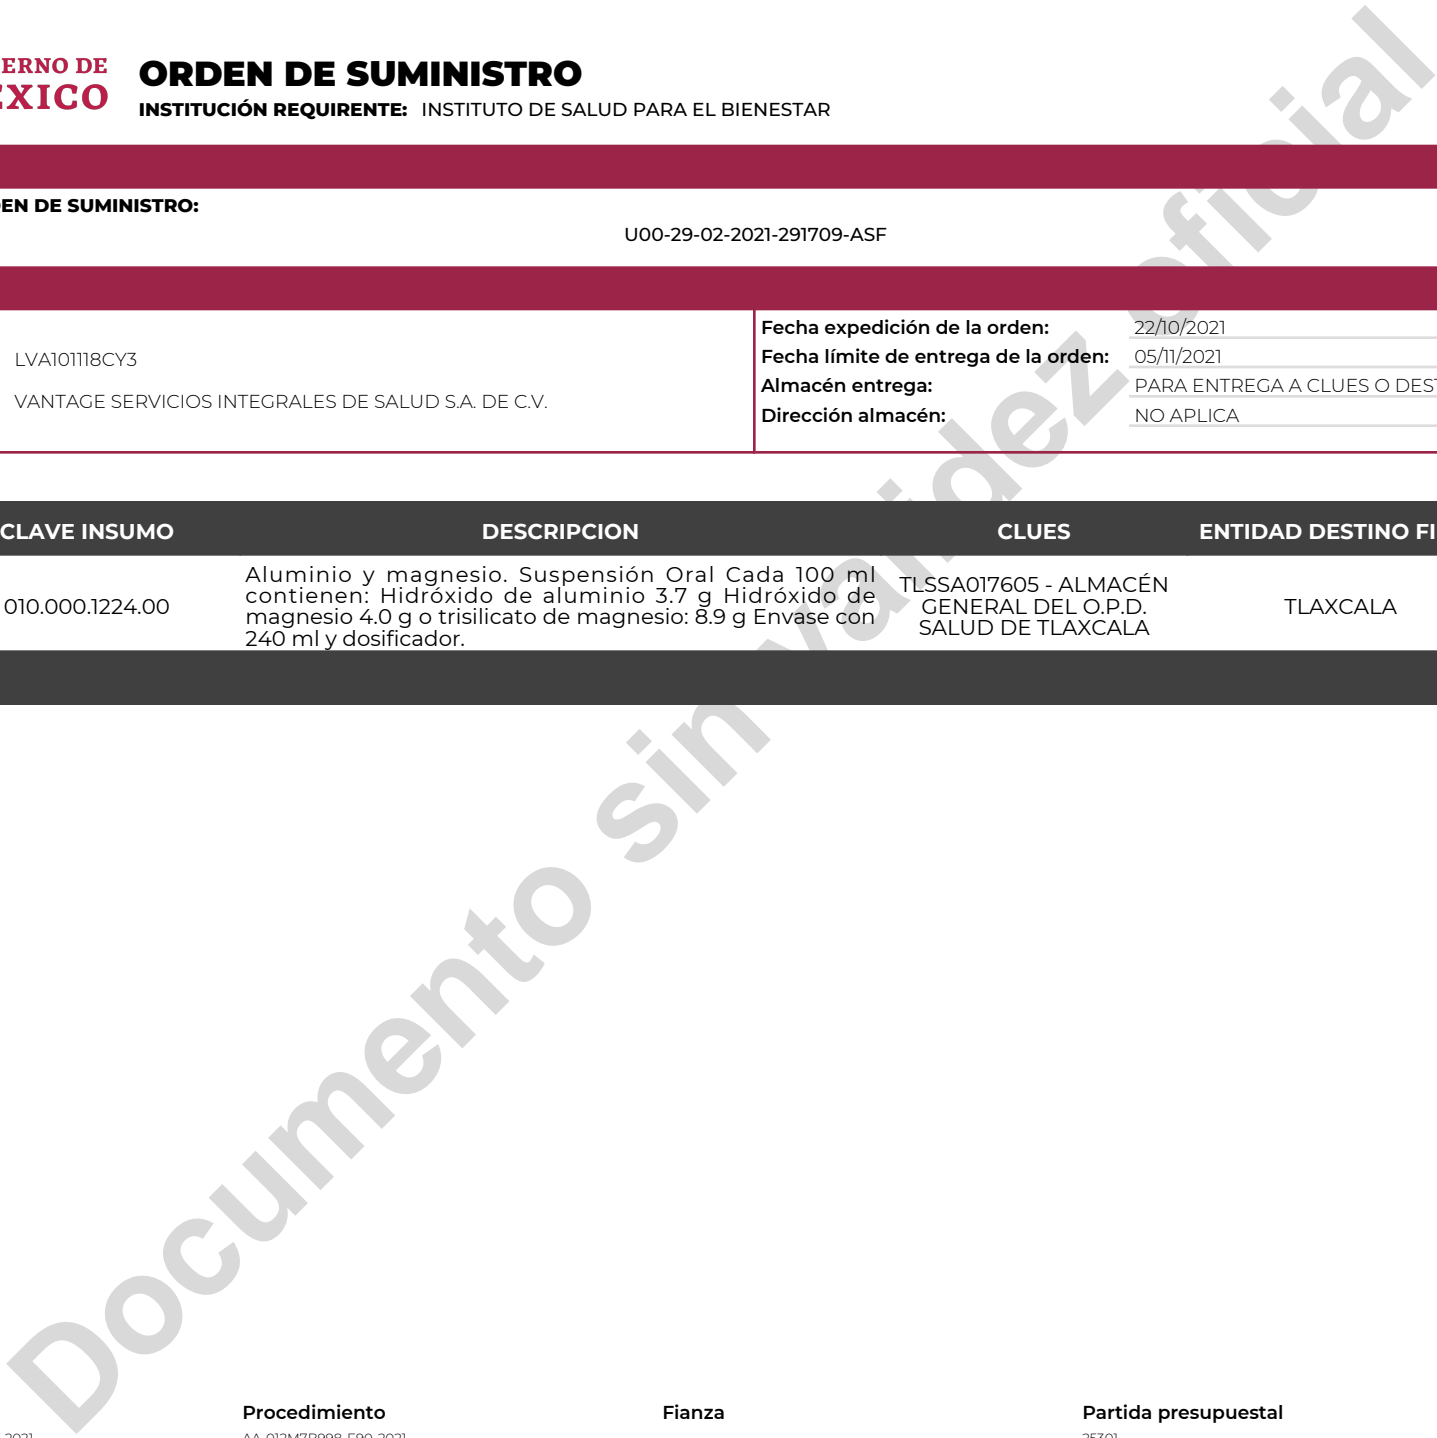 ERNO DE
ÉXICO
ORDEN DE SUMINISTRO
INSTITUCIÓN REQUIRENTE: INSTITUTO DE SALUD PARA EL BIENESTAR
EN DE SUMINISTRO:
U00-29-02-2021-291709-ASF
LVA101118CY3
VANTAGE SERVICIOS INTEGRALES DE SALUD S.A. DE C.V.
Fecha expedición de la orden: 22/10/2021
Fecha límite de entrega de la orden: 05/11/2021
Almacén entrega: PARA ENTREGA A CLUES O DEST
Dirección almacén: NO APLICA
CLAVE INSUMO DESCRIPCION CLUES ENTIDAD DESTINO FI
010.000.1224.00
Aluminio y magnesio. Suspensión Oral Cada 100 ml
contienen: Hidróxido de aluminio 3.7 g Hidróxido de
magnesio 4.0 g o trisilicato de magnesio: 8.9 g Envase con
240 ml y dosificador.
TLSSA017605 - ALMACÉN
GENERAL DEL O.P.D.
SALUD DE TLAXCALA
TLAXCALA
Documento sin validez oficial
Procedimiento Fianza Partida presupuestal